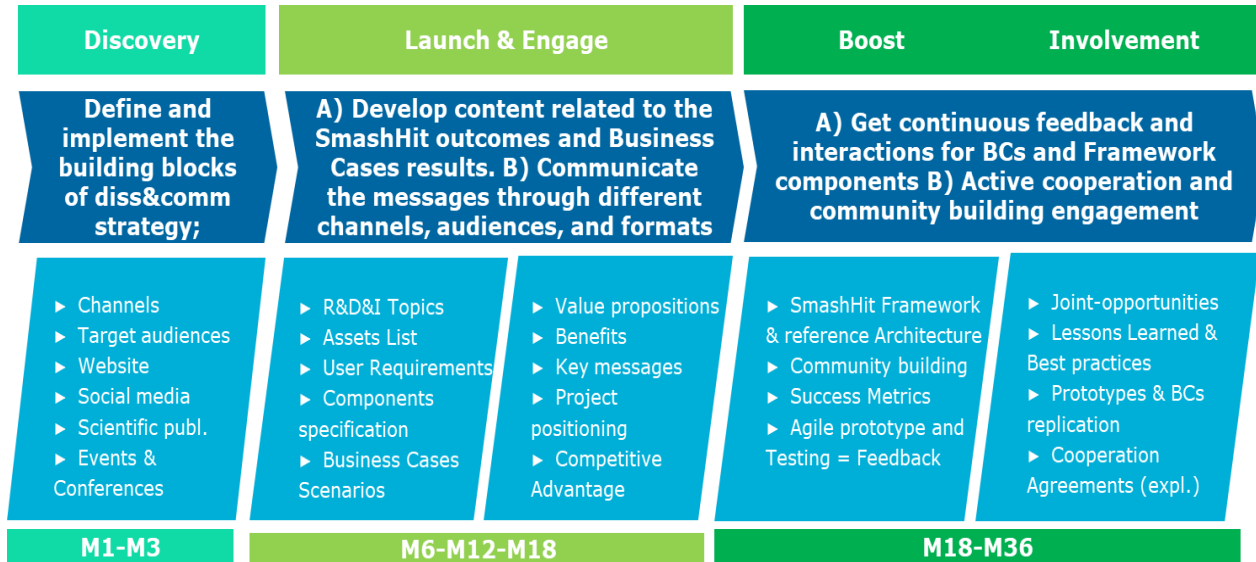 Discovery
Launch & Engage
Boost
Involvement
Define and
implement the
building blocks
of diss&comm
strategy;
A) Develop content related to the
SmashHit outcomes and Business
Cases results. B) Communicate
the messages through different
channels, audiences, and formats
A) Get continuous feedback and
interactions for BCs and Framework
components B) Active cooperation and
community building engagement
► Channels
► Target audiences
► Website
► Social media
► Scientific publ.
► Events &
Conferences
► R&D&I Topics
► Assets List
► User Requirements
► Components
specification
► Business Cases
Scenarios
► Value propositions
► Benefits
► Key messages
► Project
positioning
► Competitive
Advantage
► SmashHit Framework
& reference Architecture
► Community building
► Success Metrics
► Agile prototype and
Testing = Feedback
► Joint-opportunities
► Lessons Learned &
Best practices
► Prototypes & BCs
replication
► Cooperation
Agreements (expl.)
M1-M3
M6-M12-M18
M18-M36